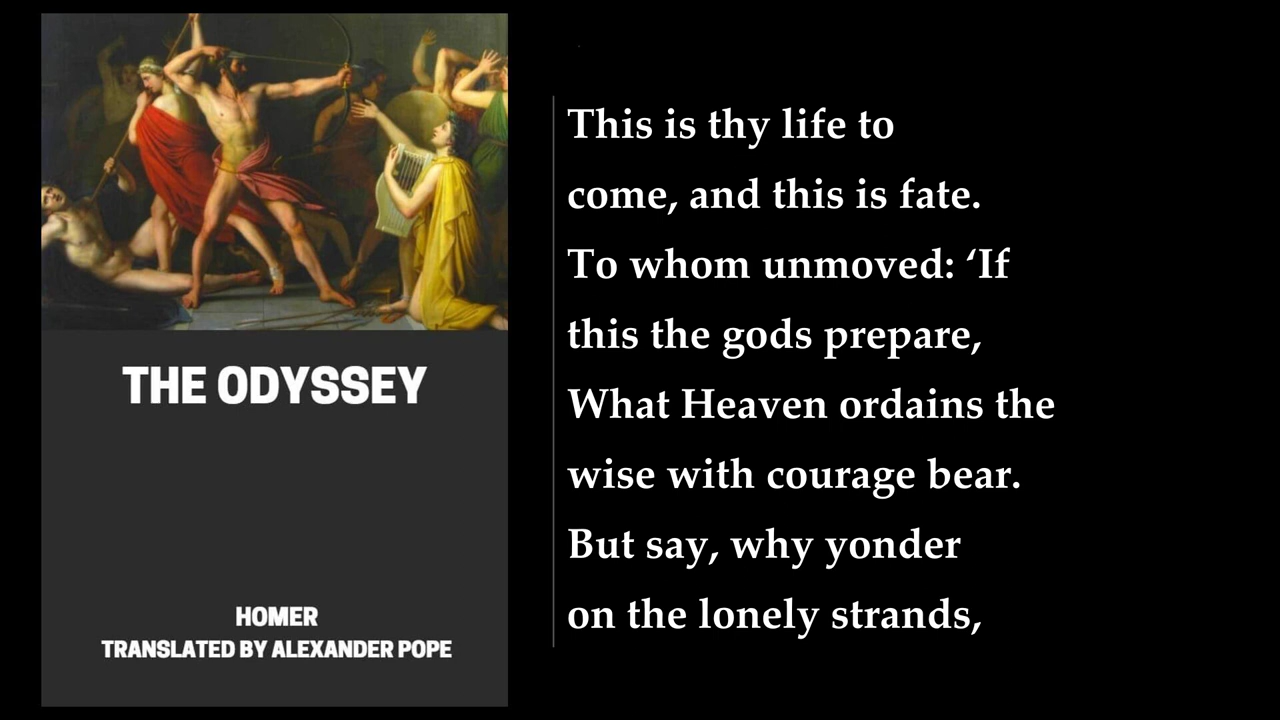 THE ODYSSEY
HOMER
TRANSLATED BY ALEXANDER POPE
This is thy life to
come, and this is fate.
To whom unmoved: ‘If
this the gods prepare,
What Heaven ordains the
wise with courage bear.
But say, why yonder
on the lonely strands,